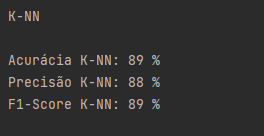 K-NN
Acurácia K-NN: 89 %
Precisão K-NN: 88 %
F1-Score K-NN: 89 %